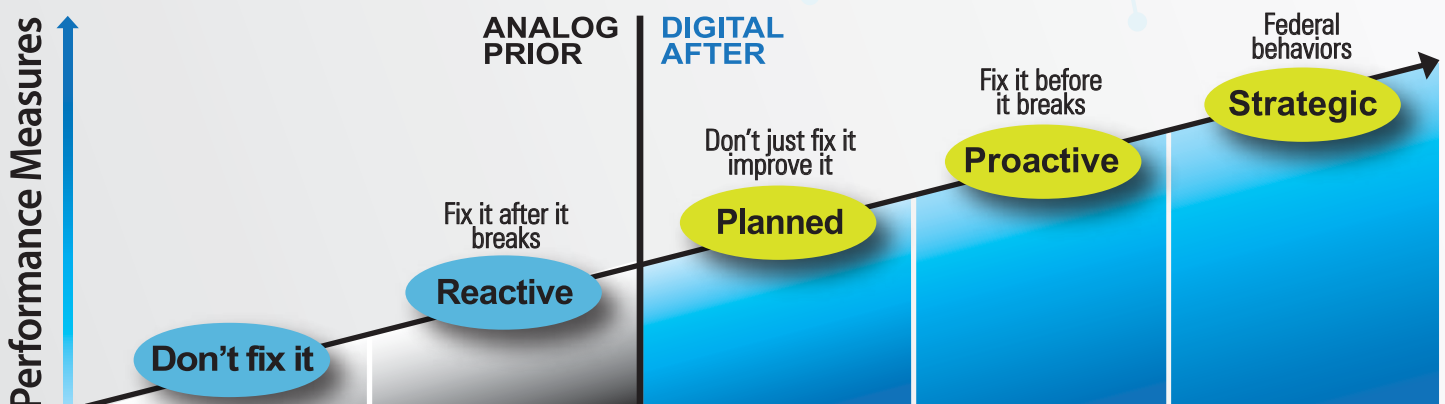 Performance Measures
ANALOG
PRIOR
DIGITAL
AFTER
Don't fix it
Fix it after it
breaks
Reactive
Don't just fix it
improve it
Planned
Fix it before
it breaks
Proactive
Federal
behaviors
Strategic